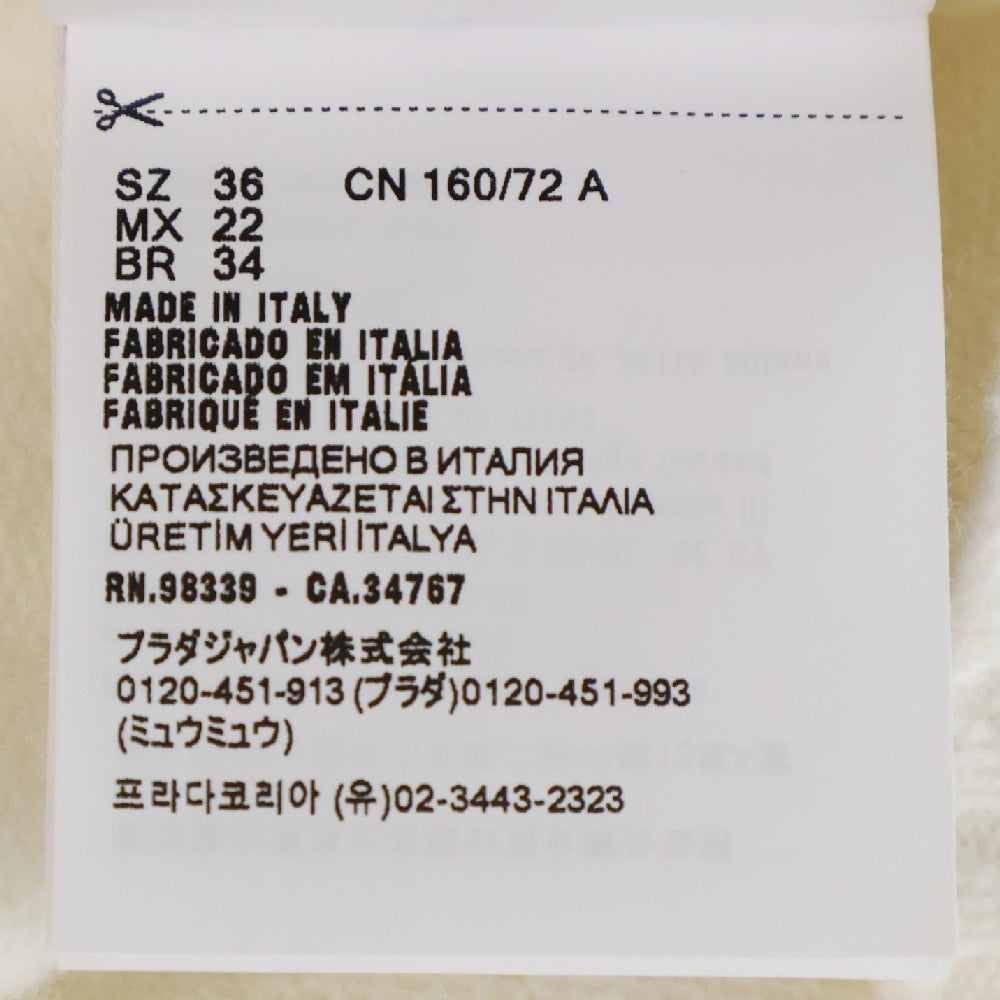 SZ 36 CN 160/72 A
MX 22
BR 34
MADE IN ITALY
FABRICADO EN ITALIA
FABRICADO EM ITÁLIA
FABRIQUÉ EN ITALIE
ПРОИЗВЕДЕНО В ИТАЛИЯ
ΚΑΤΑΣΚΕΥΑΖΕΤΑΙ ΣΤΗΝ ΙΤΑΛΙΑ
ÜRETİM YERİ İTALYA
RN.98339 - CA.34767
プラダジャパン株式会社
0120-451-913 (プラダ)0120-451-993
(ミュウミュウ)
프라다코리아 (유)02-3443-2323